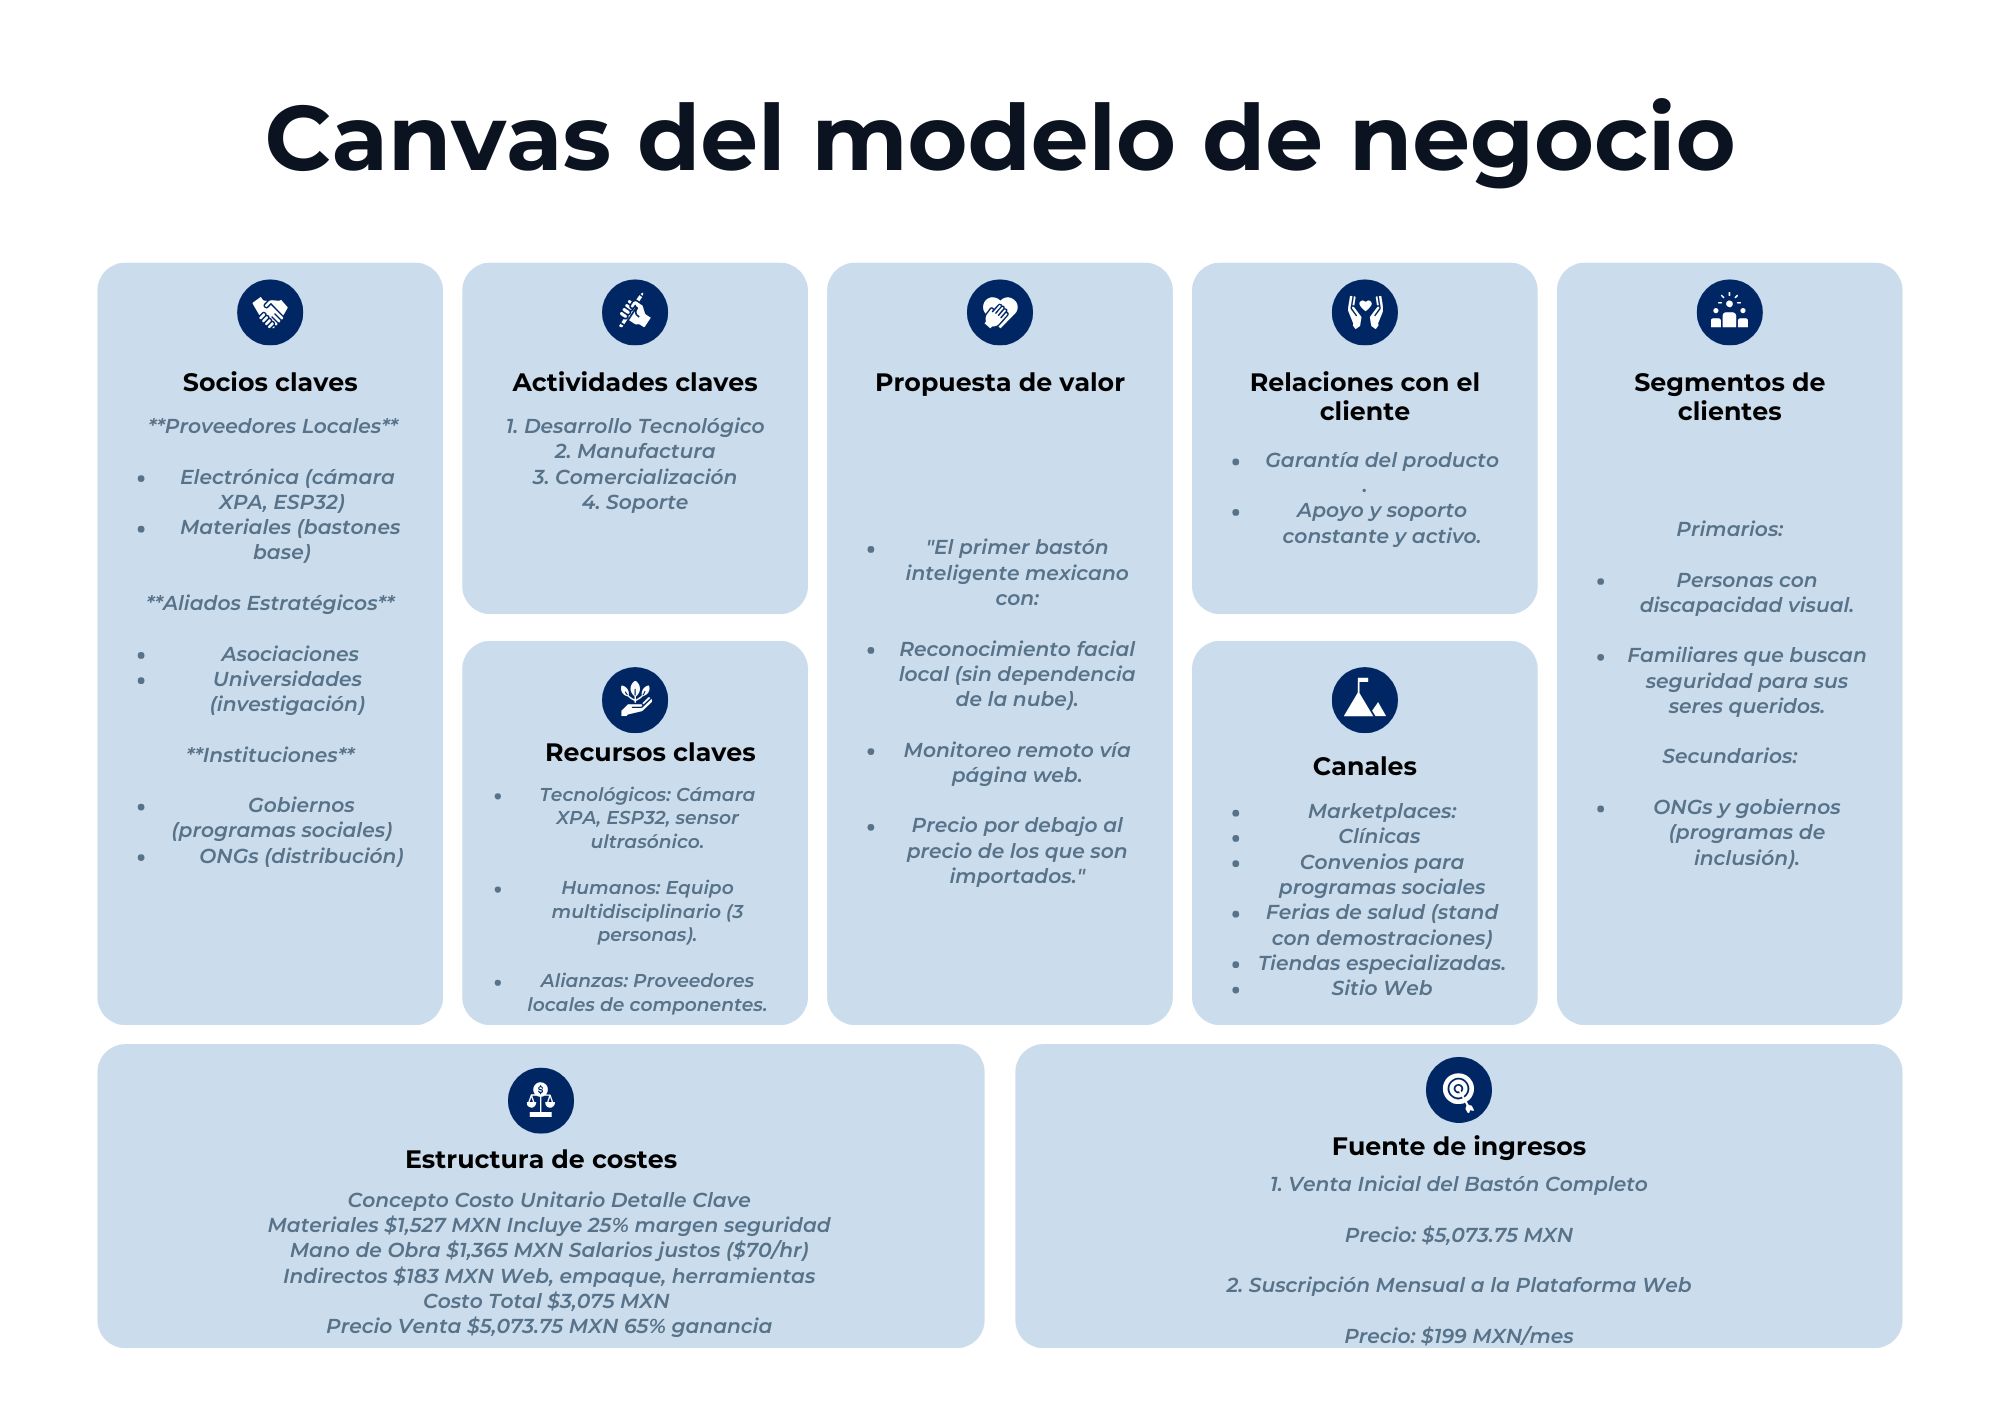 Canvas del modelo de negocio
Socios claves
**Proveedores Locales**
• Electrónica (cámara
XPA, ESP32)
• Materiales (bastones
base)
**Aliados Estratégicos**
• Asociaciones
• Universidades
(investigación)
**Instituciones**
• Gobiernos
(programas sociales)
• ONGs (distribución)
Actividades claves
1. Desarrollo Tecnológico
2. Manufactura
3. Comercialización
4. Soporte
Recursos claves
• Tecnológicos: Cámara
XPA, ESP32, sensor
ultrasónico.
• Humanos: Equipo
multidisciplinario (3
personas).
• Alianzas: Proveedores
locales de componentes.
Propuesta de valor
• "El primer bastón
inteligente mexicano
con:
• Reconocimiento facial
local (sin dependencia
de la nube).
• Monitoreo remoto vía
página web.
• Precio por debajo al
precio de los que son
importados."
Relaciones con el
cliente
• Garantía del producto
.
• Apoyo y soporto
constante y activo.
Canales
• Marketplaces:
• Clínicas
• Convenios para
programas sociales
• Ferias de salud (stand
con demostraciones)
• Tiendas especializadas.
• Sitio Web
Segmentos de
clientes
Primarios:
• Personas con
discapacidad visual.
• Familiares que buscan
seguridad para sus
seres queridos.
Secundarios:
• ONGs y gobiernos
(programas de
inclusión).
Estructura de costes
Concepto Costo Unitario Detalle Clave
Materiales $1,527 MXN Incluye 25% margen seguridad
Mano de Obra $1,365 MXN Salarios justos ($70/hr)
Indirectos $183 MXN Web, empaque, herramientas
Costo Total $3,075 MXN
Precio Venta $5,073.75 MXN 65% ganancia
Fuente de ingresos
1. Venta Inicial del Bastón Completo
Precio: $5,073.75 MXN
2. Suscripción Mensual a la Plataforma Web
Precio: $199 MXN/mes